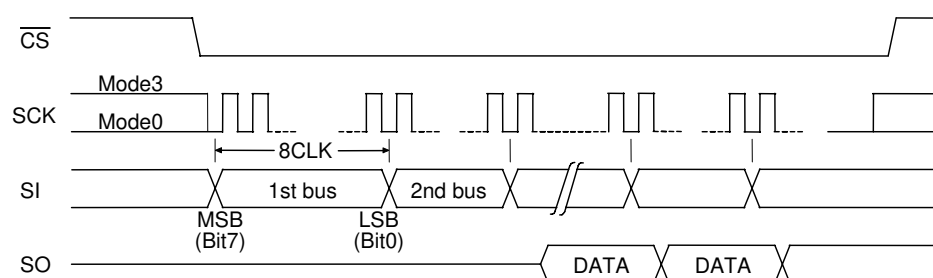 CS
Mode3
SCK
Mode0
8CLK
SI
1st bus
2nd bus
MSB
(Bit7)
LSB
(Bit0)
SO
DATA
DATA